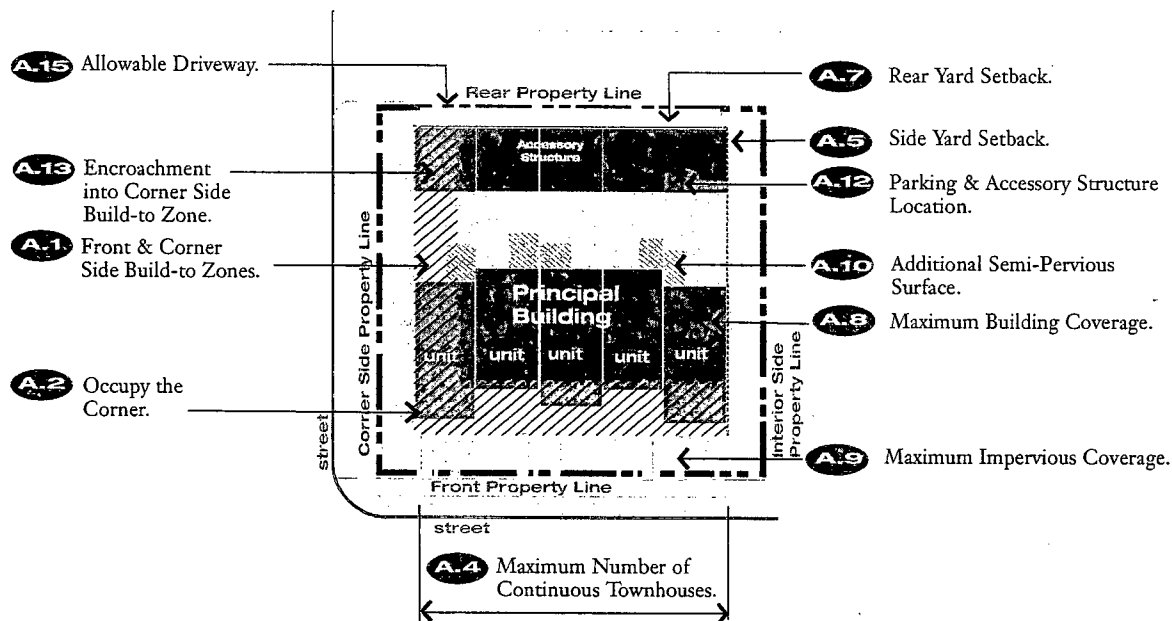 A.15 Allowable Driveway.
A.13 Encroachment
into Corner Side
Build-to Zone.
A.1 Front & Corner
Side Build-to Zones.
A.2 Occupy the
Corner.
Rear Property Line
Accessory
Structure
Corner Side Property Line
Principal
Building
unit
unit
unit
unit
unit
Interior Side
Property Line
Front Property Line
street
street
A.4 Maximum Number of
Continuous Townhouses.
A.7 Rear Yard Setback.
A.5 Side Yard Setback.
A.12 Parking & Accessory Structure
Location.
A.10 Additional Semi-Pervious
Surface.
A.8 Maximum Building Coverage.
A.9 Maximum Impervious Coverage.